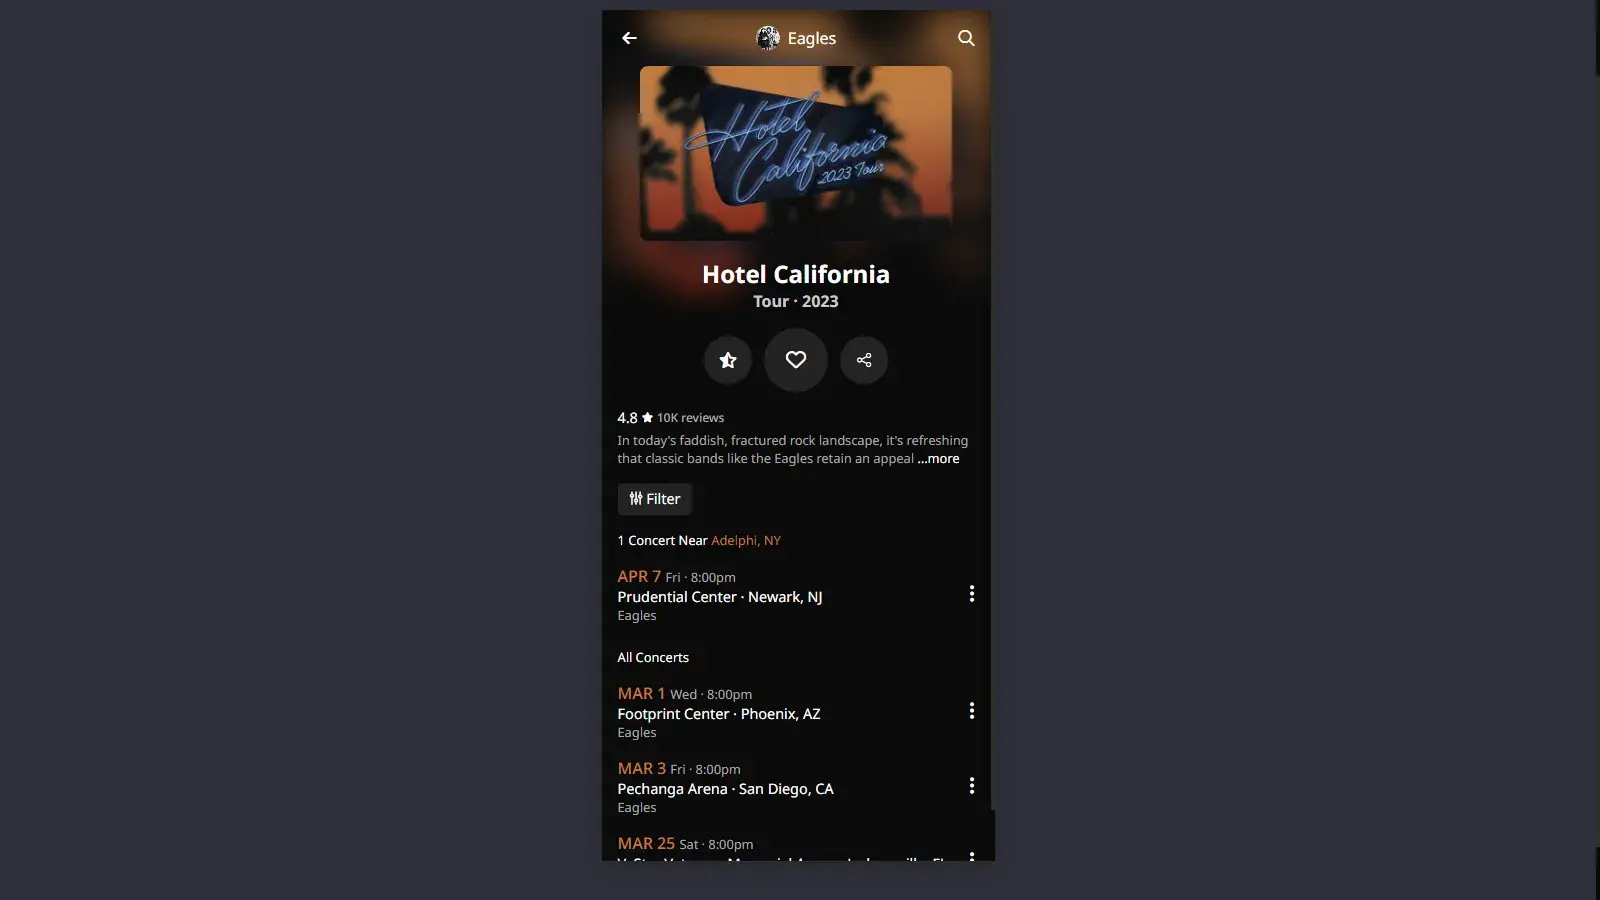 Eagles
Hotel
California
2023 Tour
Hotel California
Tour · 2023
4.8 ★ 10K reviews
In today's faddish, fractured rock landscape, it's refreshing
that classic bands like the Eagles retain an appeal ...more
Filter
1 Concert Near Adelphi, NY
APR 7 Fri · 8:00pm
Prudential Center · Newark, NJ
Eagles
All Concerts
MAR 1 Wed · 8:00pm
Footprint Center · Phoenix, AZ
Eagles
MAR 3 Fri · 8:00pm
Pechanga Arena · San Diego, CA
Eagles
MAR 25 Sat · 8:00pm